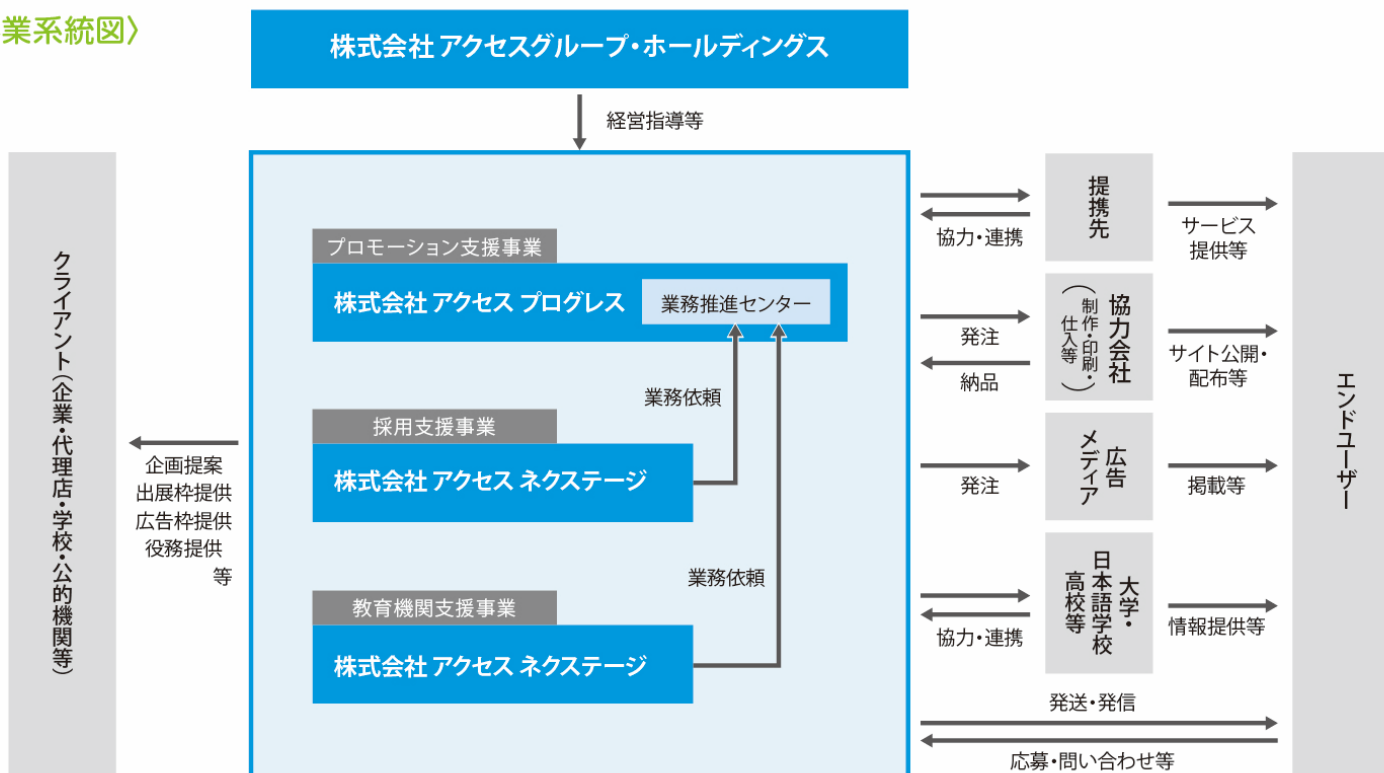 業系統図〉
株式会社 アクセスグループ・ホールディングス
経営指導等
クライアント（企業・代理店・学校・公的機関等）
企画提案
出展枠提供
広告枠提供
役務提供
等
プロモーション支援事業
株式会社 アクセス プログレス
業務推進センター
業務依頼
採用支援事業
株式会社 アクセス ネクステージ
業務依頼
教育機関支援事業
株式会社 アクセス ネクステージ
協力・連携
提携先
サービス
提供等
発注
納品
協力会社
（制作・印刷・
仕入等）
サイト公開・
配布等
発注
広告
メディア
掲載等
協力・連携
大学・
日本語学校
高校等
情報提供等
発送・発信
応募・問い合わせ等
エンドユーザー